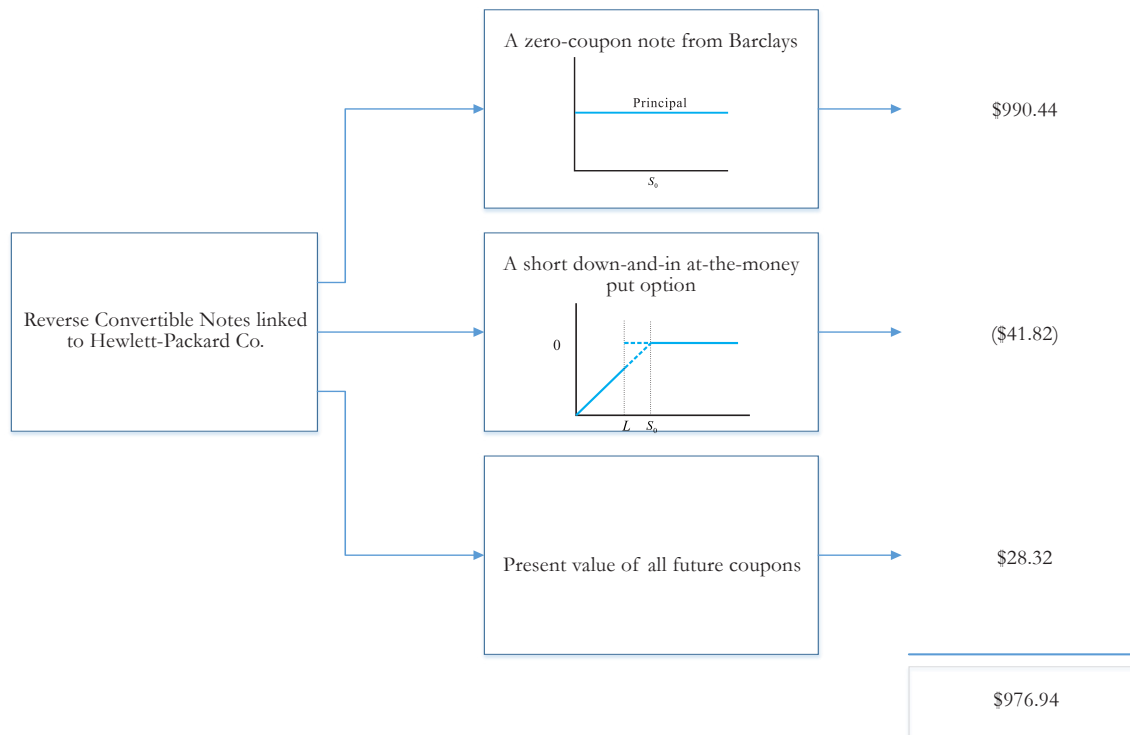 A zero-coupon note from Barclays
Principal
S₀
$990.44
Reverse Convertible Notes linked
to Hewlett-Packard Co.
A short down-and-in at-the-money
put option
0
L S₀
($41.82)
Present value of all future coupons
$28.32
$976.94